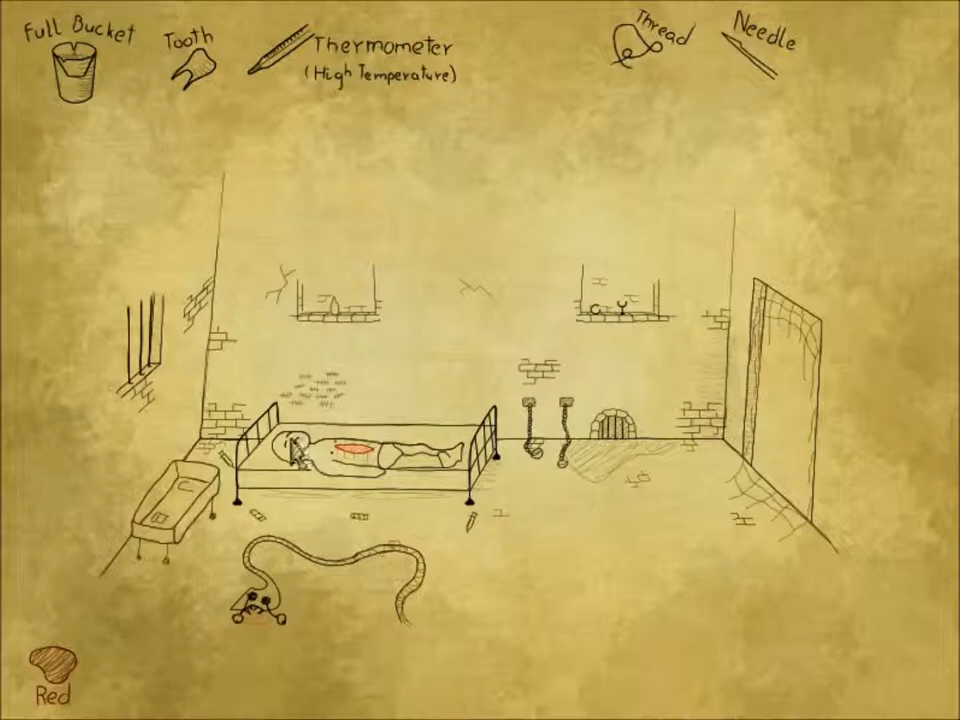 Full Bucket
Tooth
Thermometer
(High Temperature)
Thread
Needle
Red